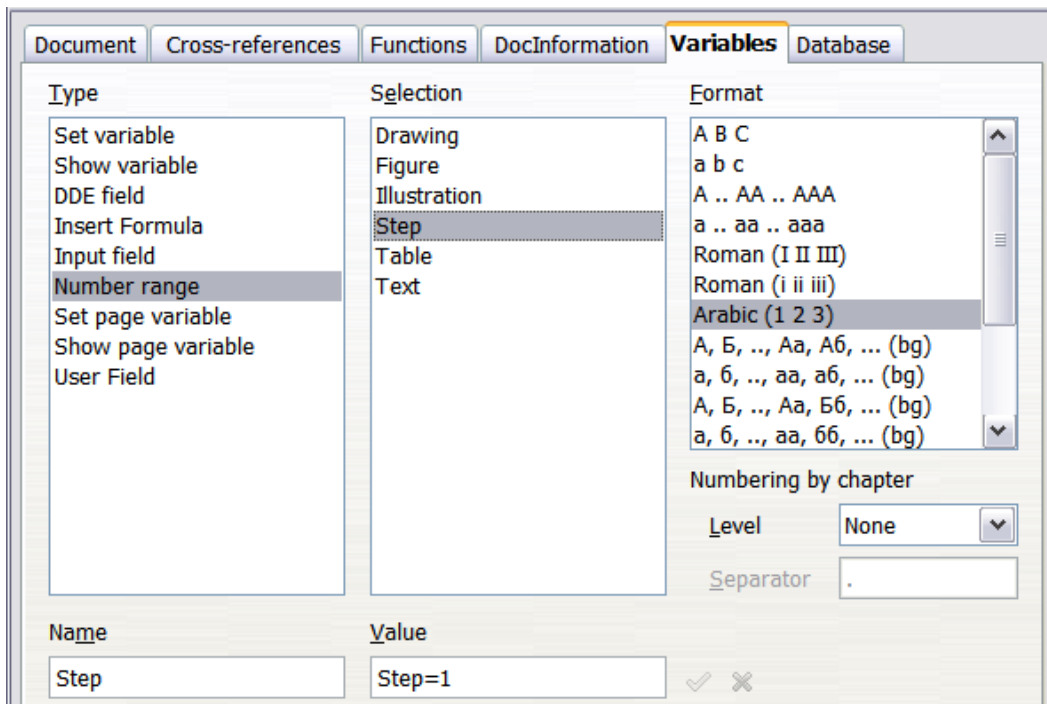 Document Cross-references Functions DocInformation Variables Database
Type
Set variable
Show variable
DDE field
Insert Formula
Input field
Number range
Set page variable
Show page variable
User Field
Selection
Drawing
Figure
Illustration
Step
Table
Text
Format
A B C
a b c
A .. AA .. AAA
a .. aa .. aaa
Roman (I II III)
Roman (i ii iii)
Arabic (1 2 3)
А, Б, .., Аа, Аб, ... (bg)
а, б, .., аа, аб, ... (bg)
А, Б, .., Аа, Бб, ... (bg)
а, б, .., аа, бб, ... (bg)
Numbering by chapter
Level None
Separator .
Name
Step
Value
Step=1